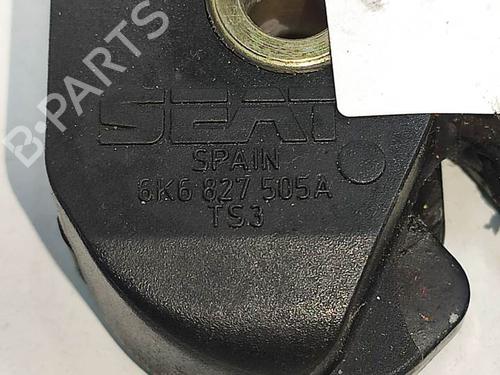 B-PARTS
SEAT
SPAIN
6K6 827 505A
TS3